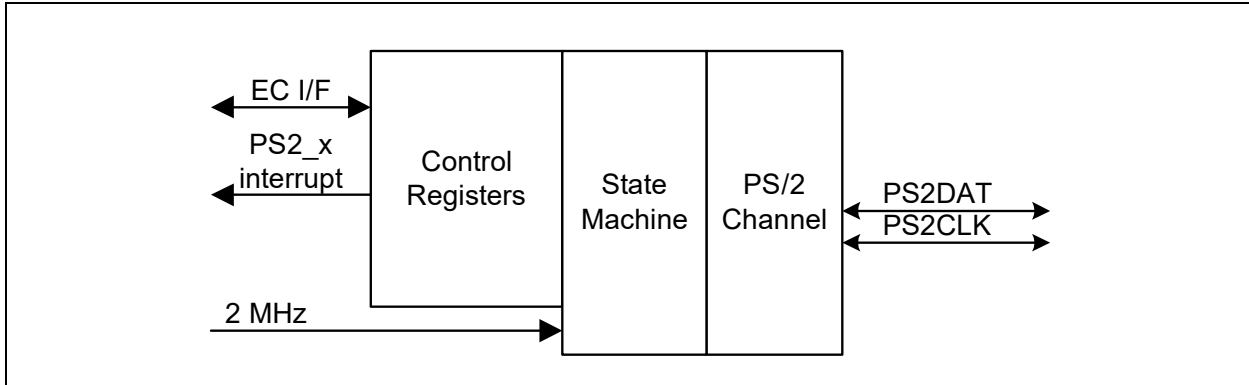 EC I/F
PS2_x
interrupt
Control
Registers
State
Machine
PS/2
Channel
PS2DAT
PS2CLK
2 MHz